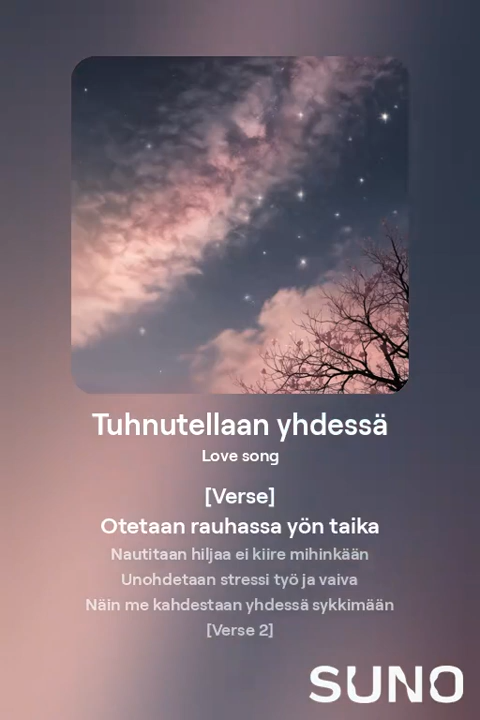 Tuhnutellaan yhdessä
Love song
[Verse]
Otetaan rauhassa yön taika
Nautitaan hiljaa ei kiire mihinkään
Unohdetaan stressi työ ja vaiva
Näin me kahdestaan yhdessä sykkimään
[Verse 2]
SUNO